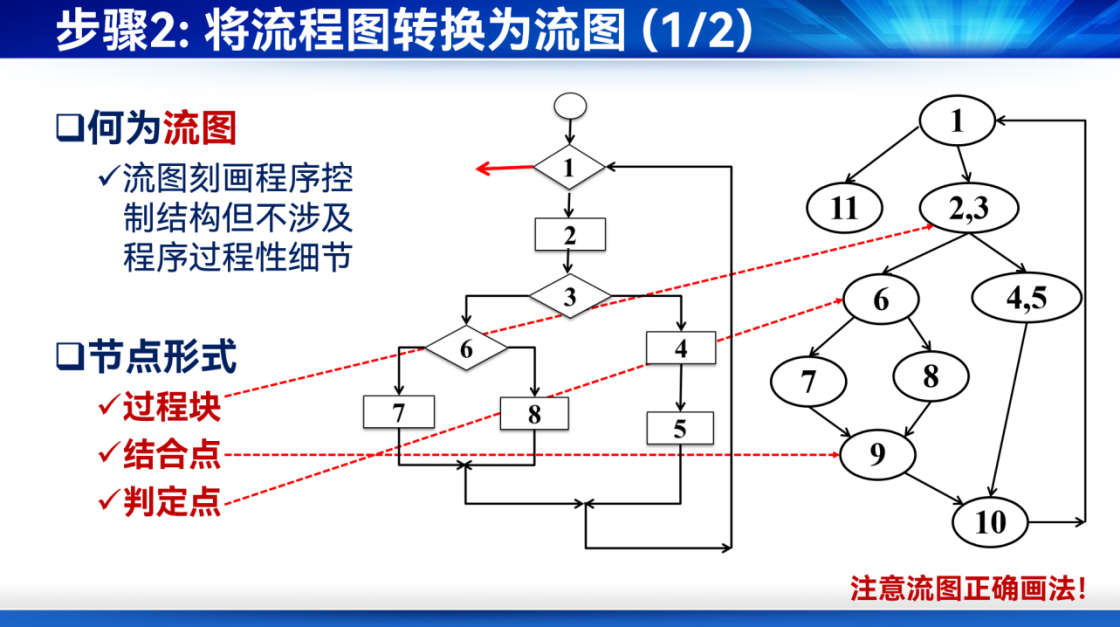 步骤2: 将流程图转换为流图 (1/2)
❑何为流图
✓流图刻画程序控
制结构但不涉及
程序过程性细节
❑节点形式
✓过程块
✓结合点
✓判定点
1
2
3
6
4
7
8
5
1
11
2,3
6
4,5
7
8
9
10
注意流图正确画法!